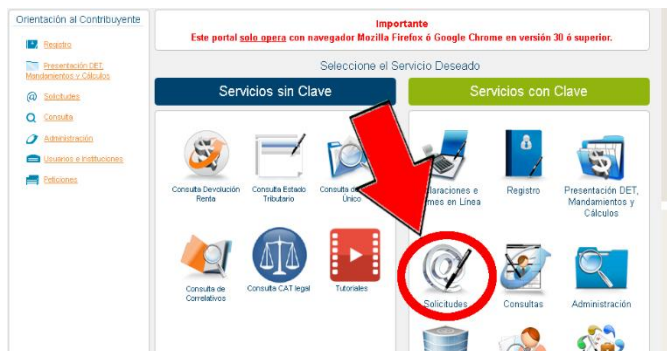 Orientación al Contribuyente
Registro
Presentación DET,
Mandamientos y Cálculos
Solicitudes
Consulta
Administración
Usuarios e Instituciones
Peticiones
Importante
Este portal solo opera con navegador Mozilla Firefox ó Google Chrome en versión 30 ó superior.
Seleccione el Servicio Deseado
Servicios sin Clave
Servicios con Clave
Consulta Devolución
Renta
Consulta Estado
Tributario
Consulta
Único
Consulta de
Correlativos
Consulta CAT legal
Tutoriales
en Línea
Registro
Presentación DET,
Mandamientos y
Cálculos
Solicitudes
Consultas
Administración